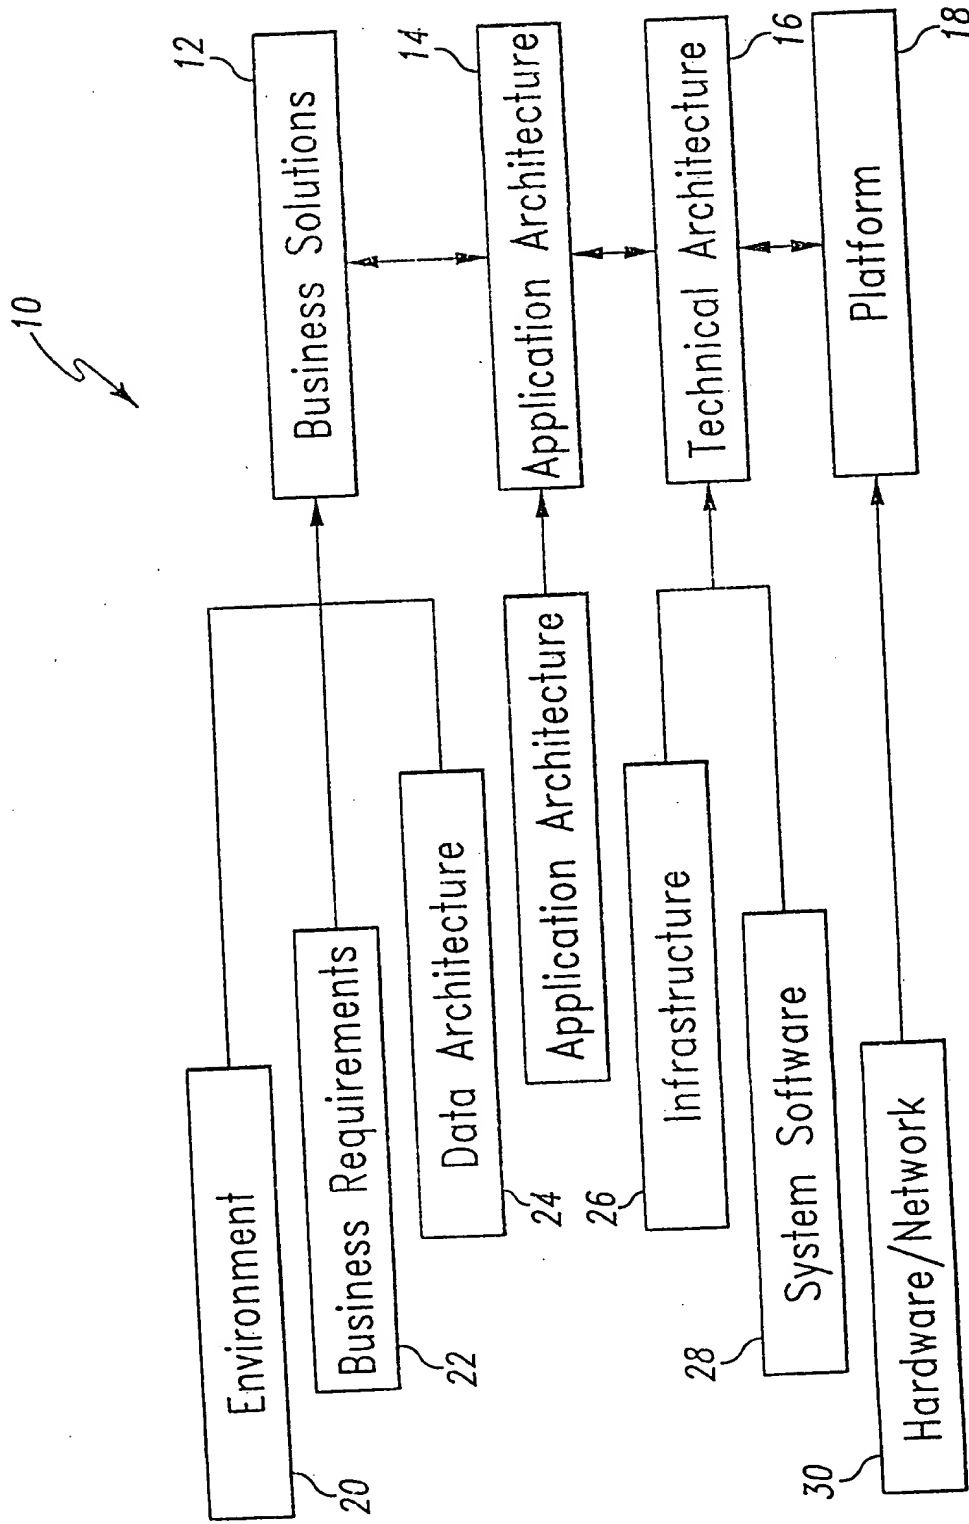 10
12
Business Solutions
14
Application Architecture
16
Technical Architecture
18
Platform
Environment
20
Business Requirements
22
Data Architecture
24
Application Architecture
26
Infrastructure
28
System Software
30
Hardware/Network